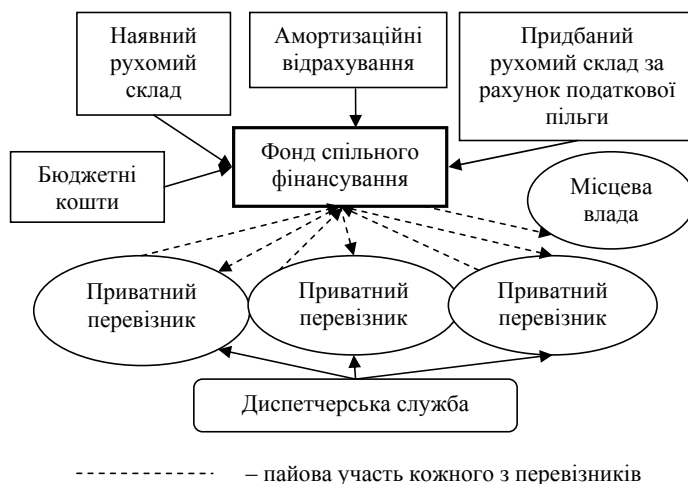 Наявний
рухомий
склад
Амортизаційні
відрахування
Придбаний
рухомий склад за
рахунок податкової
пільги
Бюджетні
кошти
Фонд спільного
фінансування
Місцева
влада
Приватний
перевізник
Приватний
перевізник
Приватний
перевізник
Диспетчерська служба
– пайова участь кожного з перевізників